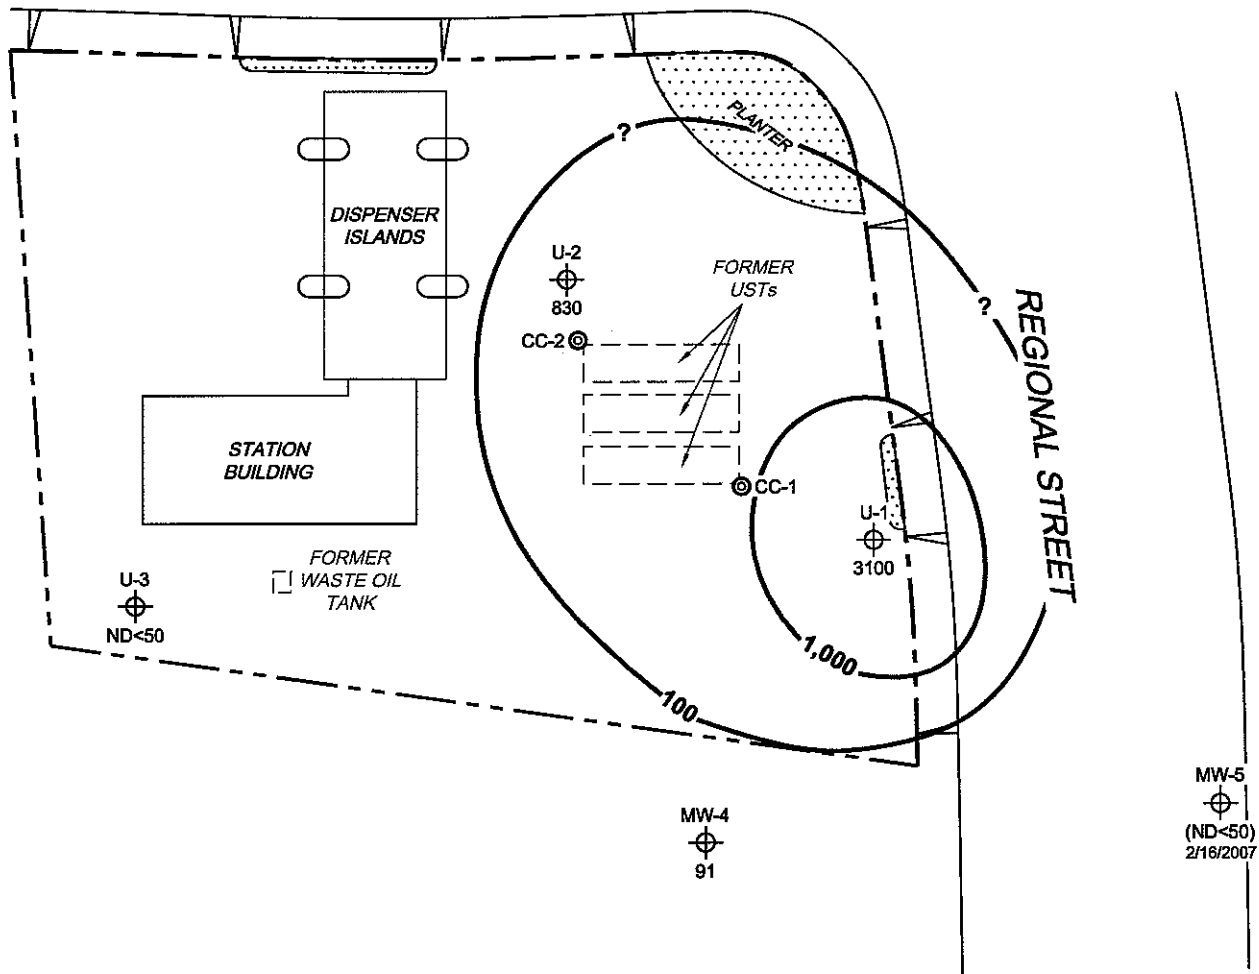 PLANTER
?
DISPENSER
ISLANDS
U-2
830
FORMER
USTs
?
REGIONAL STREET
CC-2
STATION
BUILDING
CC-1
U-1
3100
FORMER
WASTE OIL
TANK
U-3
ND<50
1,000
100
MW-4
91
MW-5
(ND<50)
2/16/2007